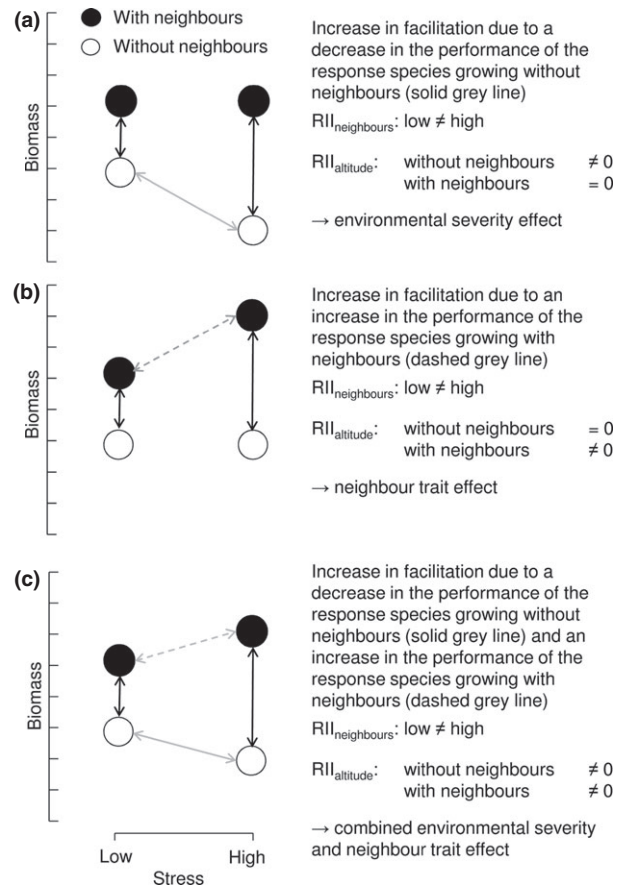 (a)
With neighbours
Without neighbours
Biomass
Increase in facilitation due to a
decrease in the performance of the
response species growing without
neighbours (solid grey line)
RIIneighbours: low ≠ high
RIIaltitude: without neighbours ≠ 0
with neighbours = 0
→ environmental severity effect
(b)
Biomass
Increase in facilitation due to an
increase in the performance of the
response species growing with
neighbours (dashed grey line)
RIIneighbours: low ≠ high
RIIaltitude: without neighbours = 0
with neighbours ≠ 0
→ neighbour trait effect
(c)
Biomass
Increase in facilitation due to a
decrease in the performance of the
response species growing without
neighbours (solid grey line) and an
increase in the performance of the
response species growing with
neighbours (dashed grey line)
RIIneighbours: low ≠ high
RIIaltitude: without neighbours ≠ 0
with neighbours ≠ 0
→ combined environmental severity
and neighbour trait effect
Low High
Stress